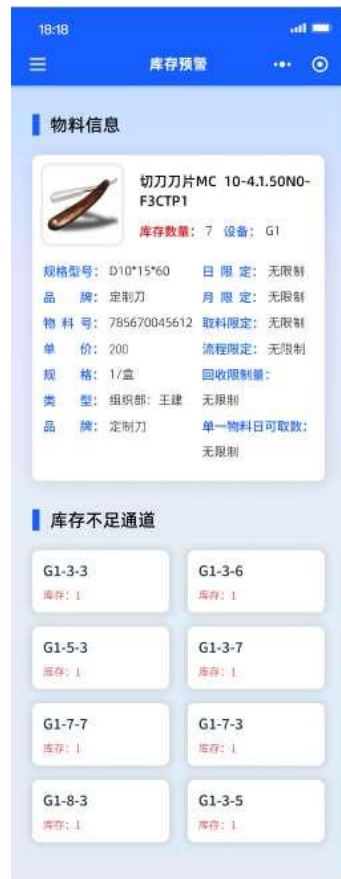 18:18
库存预警
物料信息
切刀刀片MC 10-4.1.50N0-
F3CTP1
库存数量: 7 设备: G1
规格型号: D10*15*60 日 限 定: 无限制
品 牌: 定制刀 月 限 定: 无限制
物 料 号: 785670045612 取料限定: 无限制
单 价: 200 流程限定: 无限制
规 格: 1/盒 回收限制量:
类 型: 组织部: 王建 无限制
品 牌: 定制刀 单一物料日可取数:
无限制
库存不足通道
G1-3-3 G1-3-6
库存: 1 库存: 1
G1-5-3 G1-3-7
库存: 1 库存: 1
G1-7-7 G1-7-3
库存: 1 库存: 1
G1-8-3 G1-3-5
库存: 1 库存: 1